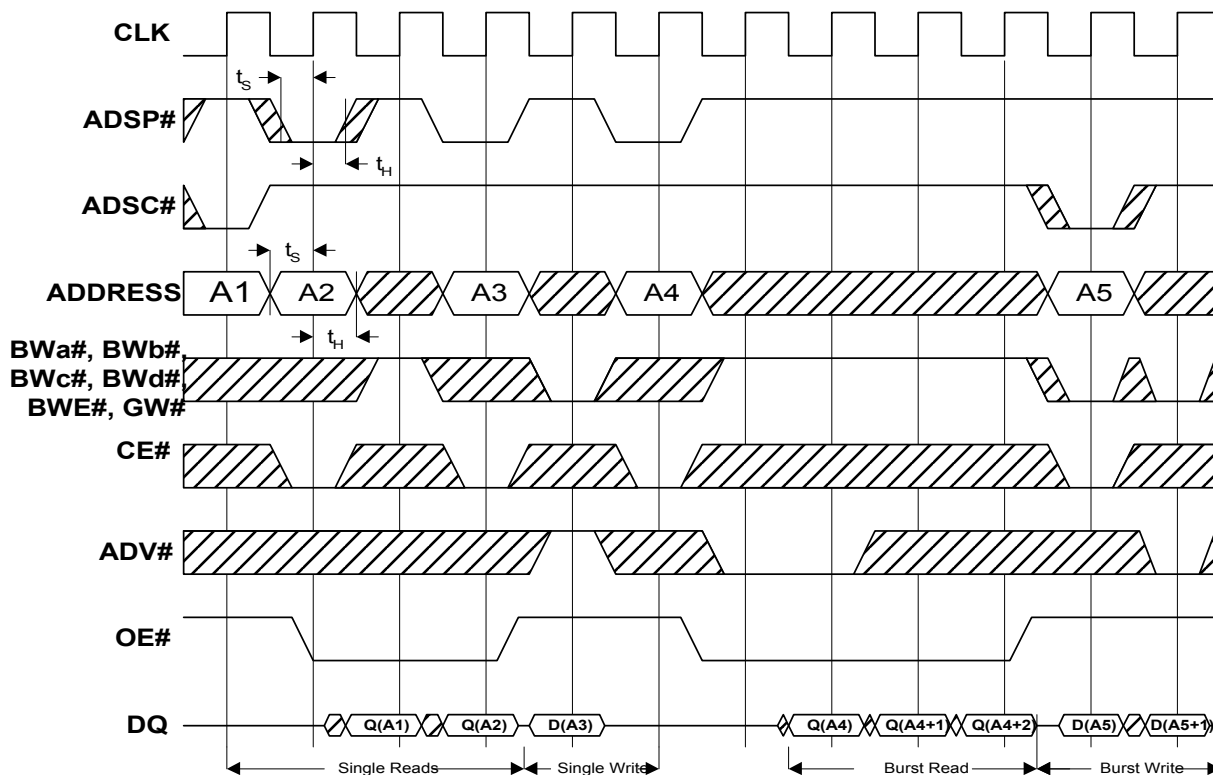 CLK
tS
ADSP#
tH
ADSC#
tS
ADDRESS A1 A2 A3 A4 A5
tH
BWa#, BWb#,
BWc#, BWd#,
BWE#, GW#
CE#
ADV#
OE#
DQ Q(A1) Q(A2) D(A3) Q(A4) Q(A4+1) Q(A4+2) D(A5) D(A5+1)
Single Reads Single Write Burst Read Burst Write